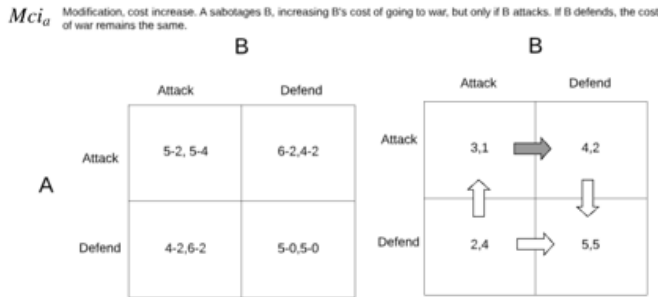 Mci_a Modification, cost increase. A sabotages B, increasing B's cost of going to war, but only if B attacks. If B defends, the cost
of war remains the same.
B B
Attack Defend Attack Defend
Attack 5-2, 5-4 6-2,4-2 Attack 3,1 4,2
A
Defend 4-2,6-2 5-0,5-0 Defend 2,4 5,5